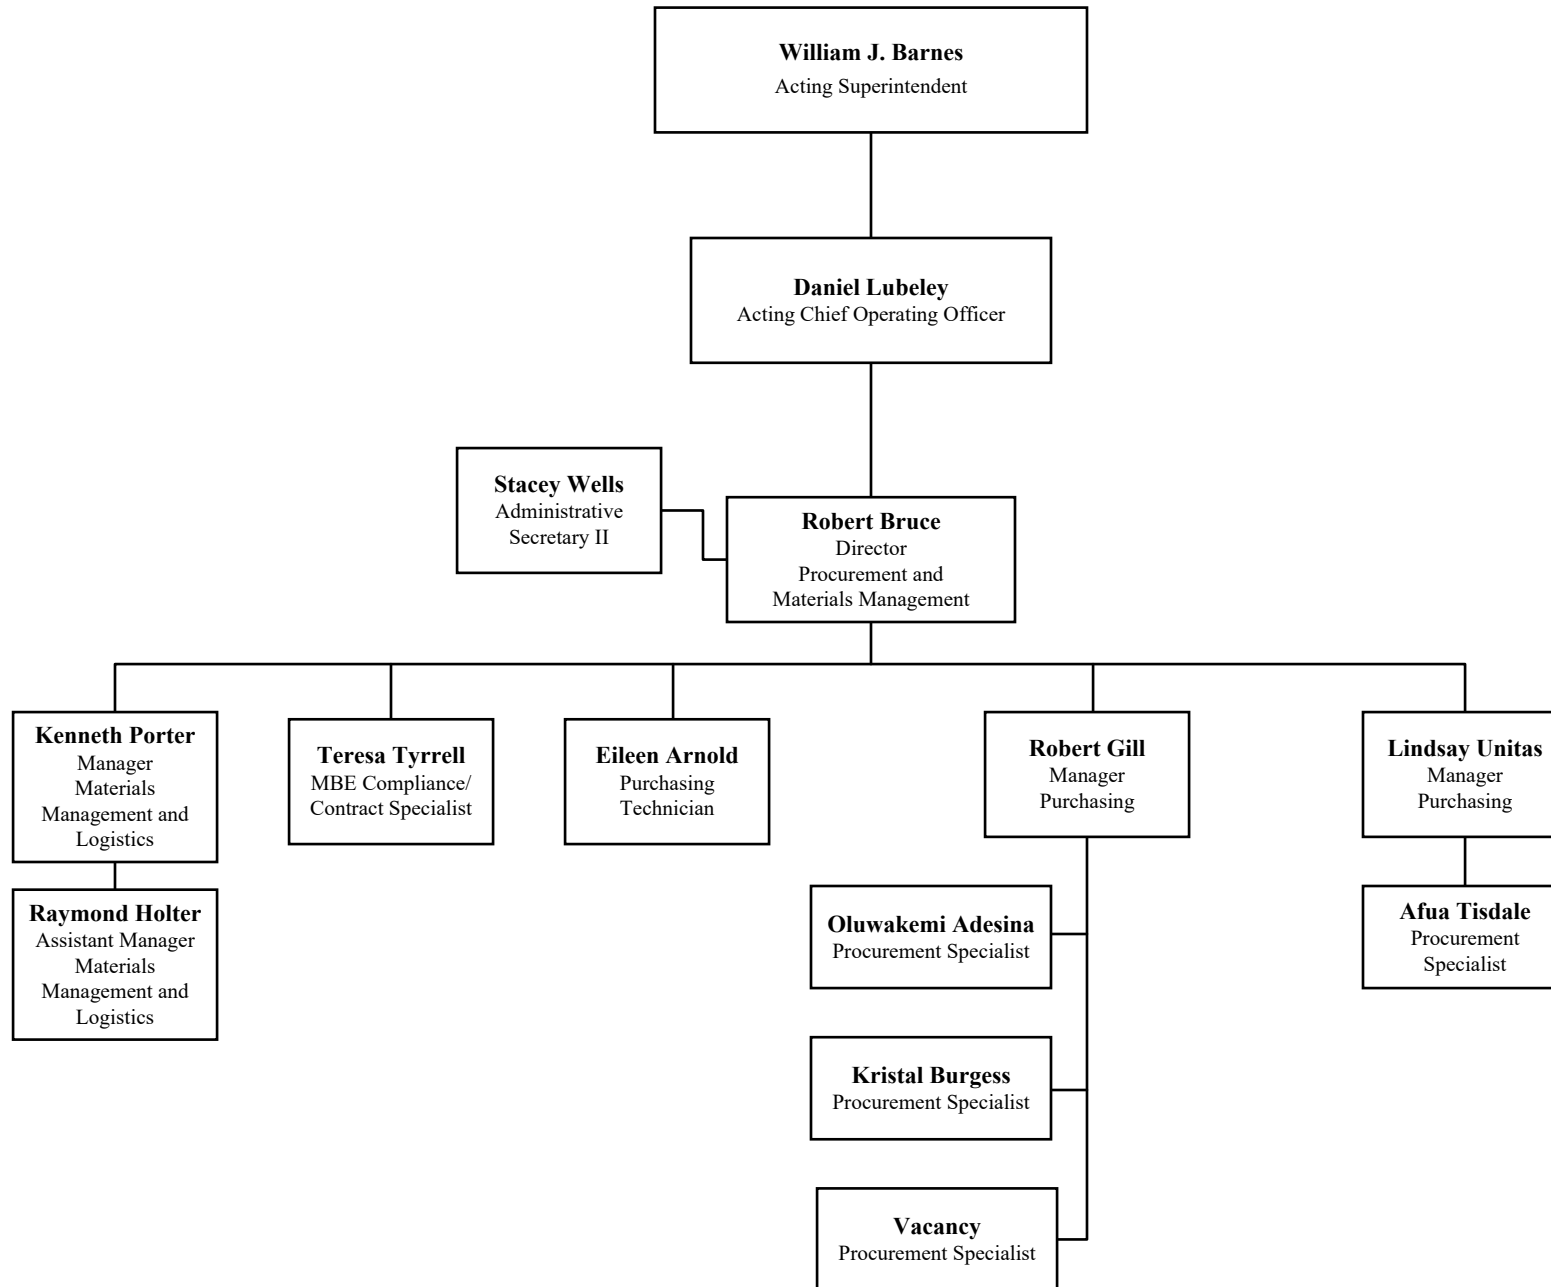 William J. Barnes
Acting Superintendent
Daniel Lubeley
Acting Chief Operating Officer
Stacey Wells
Administrative
Secretary II
Robert Bruce
Director
Procurement and
Materials Management
Kenneth Porter
Manager
Materials
Management and
Logistics
Teresa Tyrrell
MBE Compliance/
Contract Specialist
Eileen Arnold
Purchasing
Technician
Robert Gill
Manager
Purchasing
Lindsay Unitas
Manager
Purchasing
Raymond Holter
Assistant Manager
Materials
Management and
Logistics
Oluwakemi Adesina
Procurement Specialist
Afua Tisdale
Procurement
Specialist
Kristal Burgess
Procurement Specialist
Vacancy
Procurement Specialist